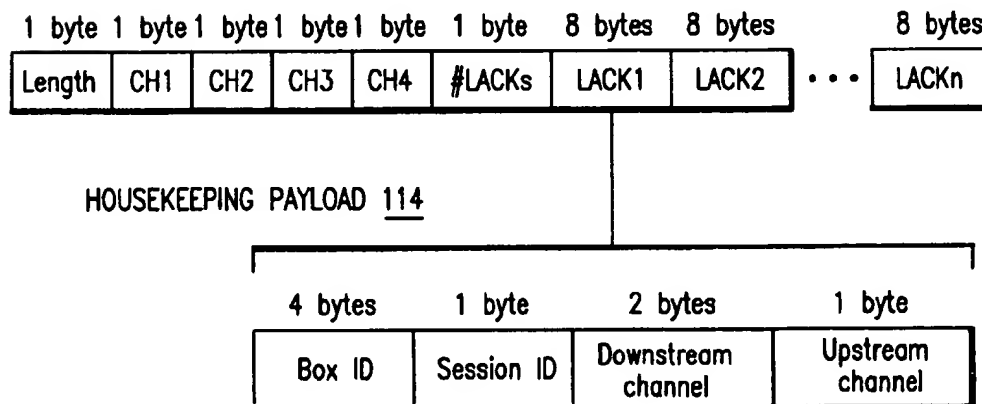 1 byte 1 byte 1 byte 1 byte 1 byte 1 byte 8 bytes 8 bytes 8 bytes
Length CH1 CH2 CH3 CH4 #LACKs LACK1 LACK2 • • • LACKn
HOUSEKEEPING PAYLOAD 114
4 bytes 1 byte 2 bytes 1 byte
Box ID Session ID Downstream channel Upstream channel